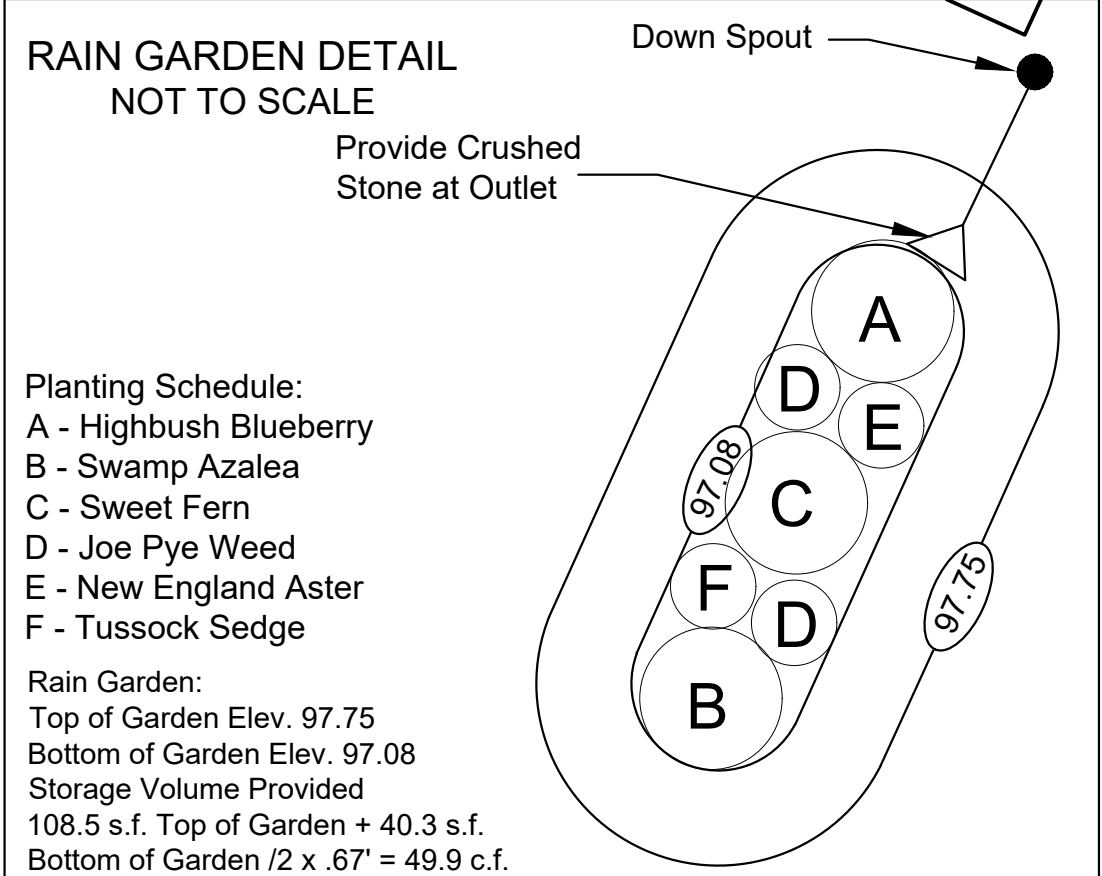 RAIN GARDEN DETAIL
NOT TO SCALE
Down Spout
Provide Crushed
Stone at Outlet
A
D
E
97.08
C
F
D
97.75
B
Planting Schedule:
A - Highbush Blueberry
B - Swamp Azalea
C - Sweet Fern
D - Joe Pye Weed
E - New England Aster
F - Tussock Sedge
Rain Garden:
Top of Garden Elev. 97.75
Bottom of Garden Elev. 97.08
Storage Volume Provided
108.5 s.f. Top of Garden + 40.3 s.f.
Bottom of Garden /2 x .67' = 49.9 c.f.